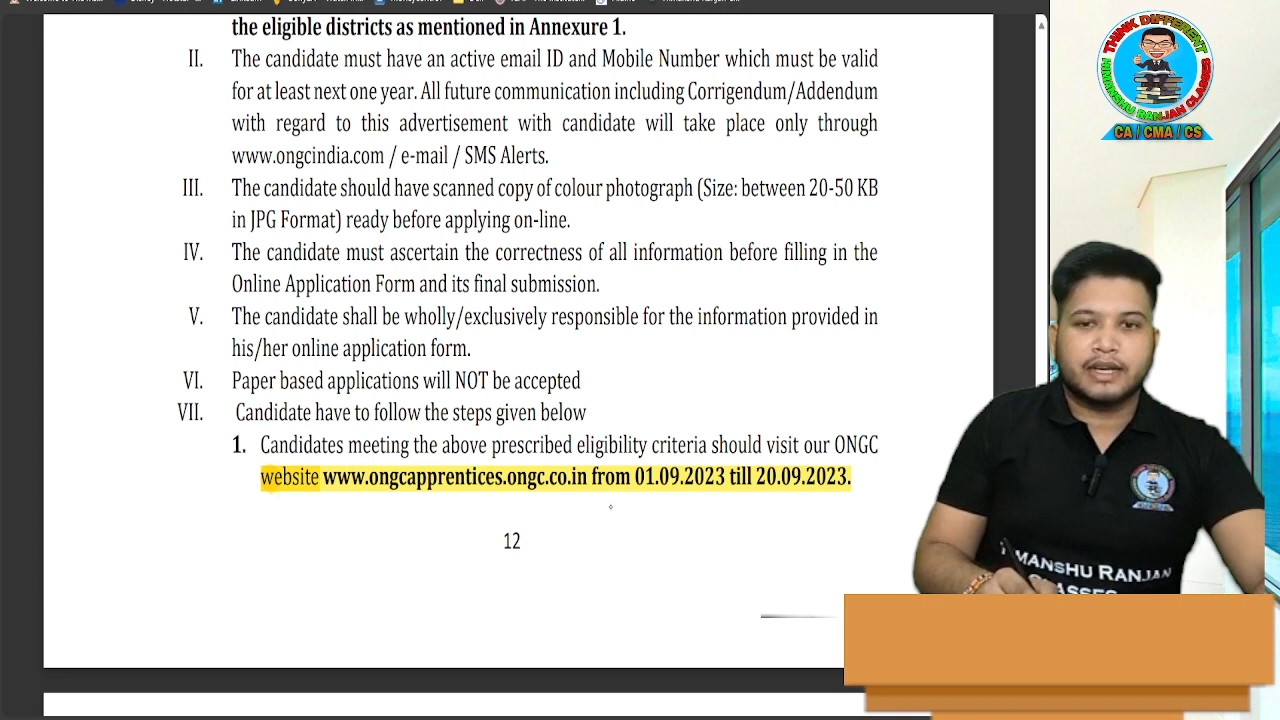 the eligible districts as mentioned in Annexure 1.
II. The candidate must have an active email ID and Mobile Number which must be valid
for at least next one year. All future communication including Corrigendum/Addendum
with regard to this advertisement with candidate will take place only through
www.ongcindia.com / e-mail / SMS Alerts.
III. The candidate should have scanned copy of colour photograph (Size: between 20-50 KB
in JPG Format) ready before applying on-line.
IV. The candidate must ascertain the correctness of all information before filling in the
Online Application Form and its final submission.
V. The candidate shall be wholly/exclusively responsible for the information provided in
his/her online application form.
VI. Paper based applications will NOT be accepted
VII. Candidate have to follow the steps given below
1. Candidates meeting the above prescribed eligibility criteria should visit our ONGC
website www.ongcapprentices.ongc.co.in from 01.09.2023 till 20.09.2023.
12
THINK DIFFERENT
HIMANSHU RANJAN CLASSES
CA / CMA / CS
MANSHU RANJAN